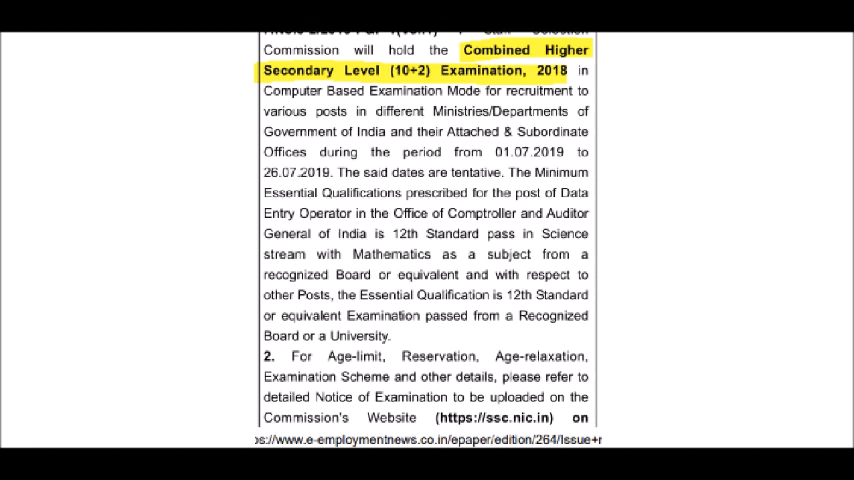 Staff Selection
Commission will hold the Combined Higher
Secondary Level (10+2) Examination, 2018 in
Computer Based Examination Mode for recruitment to
various posts in different Ministries/Departments of
Government of India and their Attached & Subordinate
Offices during the period from 01.07.2019 to
26.07.2019. The said dates are tentative. The Minimum
Essential Qualifications prescribed for the post of Data
Entry Operator in the Office of Comptroller and Auditor
General of India is 12th Standard pass in Science
stream with Mathematics as a subject from a
recognized Board or equivalent and with respect to
other Posts, the Essential Qualification is 12th Standard
or equivalent Examination passed from a Recognized
Board or a University.
2. For Age-limit, Reservation, Age-relaxation,
Examination Scheme and other details, please refer to
detailed Notice of Examination to be uploaded on the
Commission's Website (https://ssc.nic.in) on
ps://www.e-employmentnews.co.in/epaper/edition/264/Issue+r